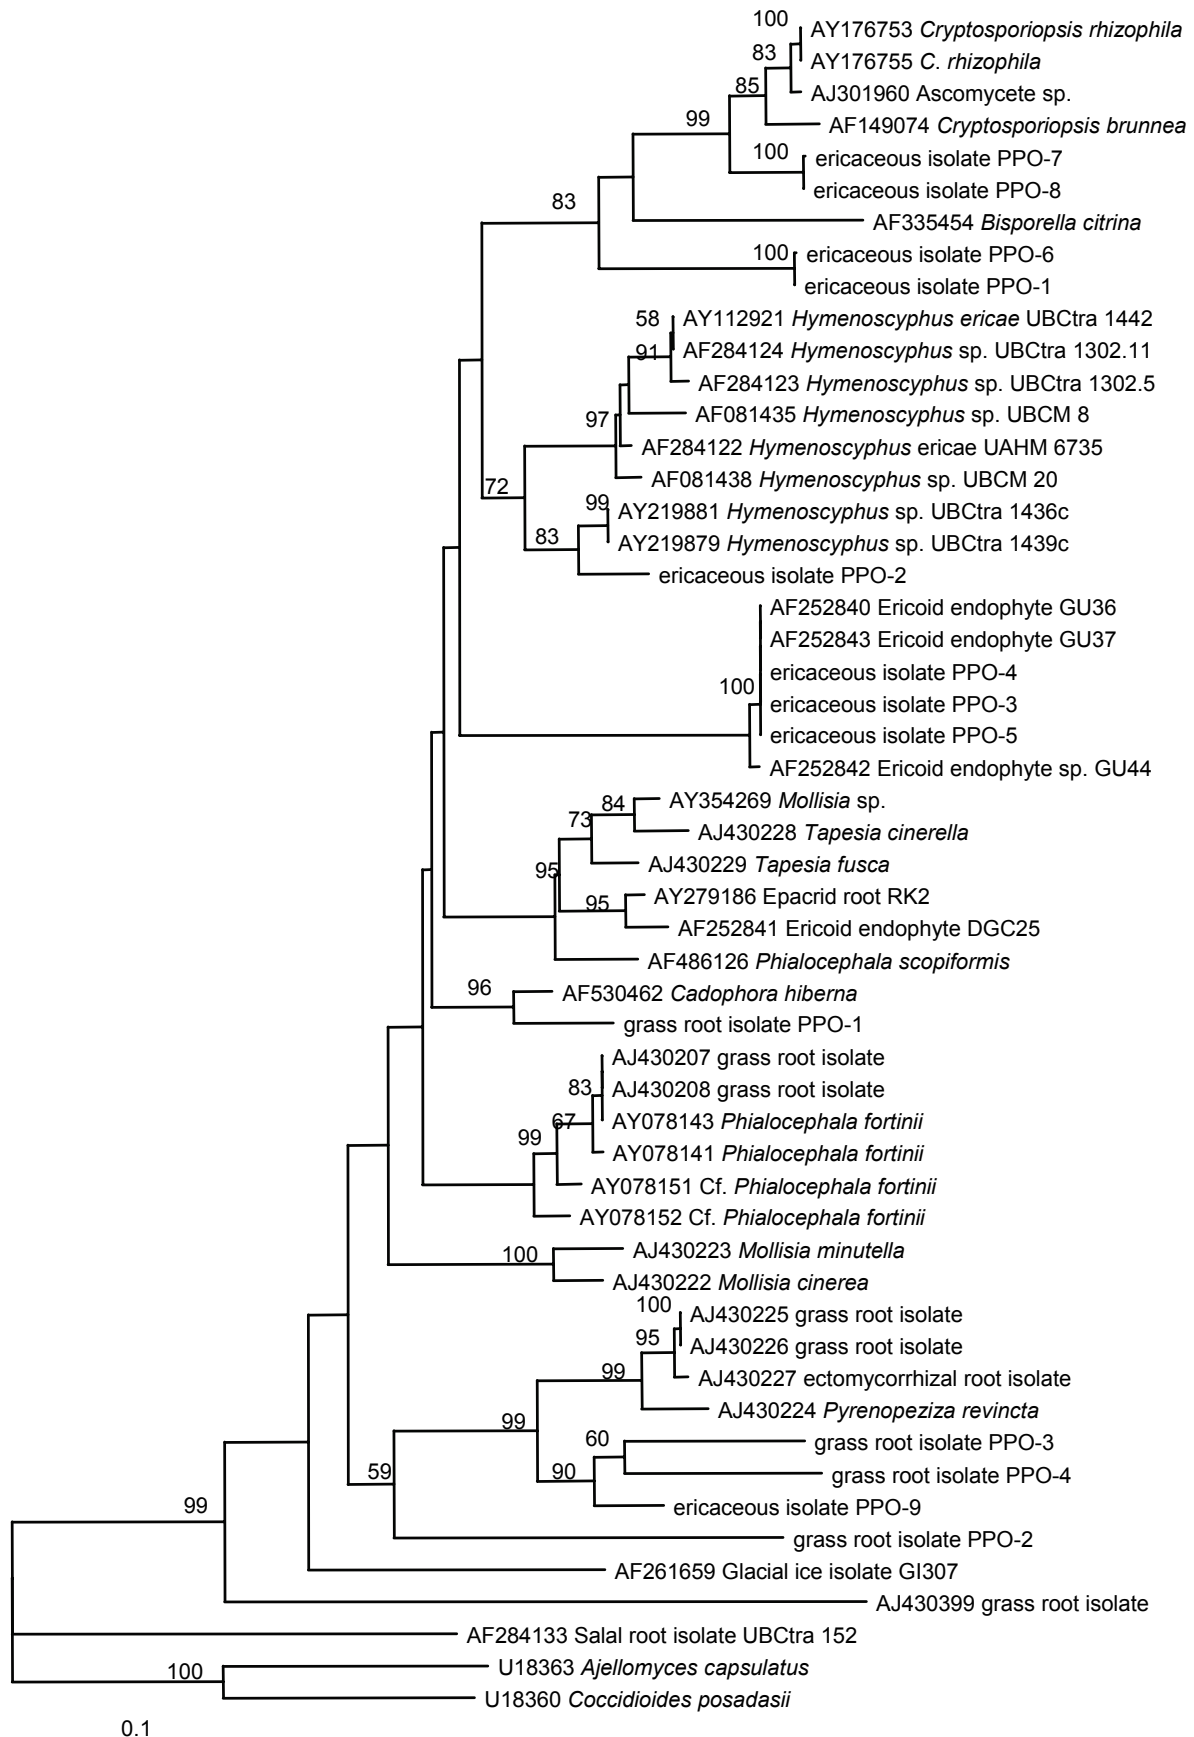 100
AY176753 Cryptosporiopsis rhizophila
83
AY176755 C. rhizophila
85
AJ301960 Ascomycete sp.
99
AF149074 Cryptosporiopsis brunnea
100
ericaceous isolate PPO-7
ericaceous isolate PPO-8
83
AF335454 Bisporella citrina
100
ericaceous isolate PPO-6
ericaceous isolate PPO-1
58
AY112921 Hymenoscyphus ericae UBCtra 1442
91
AF284124 Hymenoscyphus sp. UBCtra 1302.11
AF284123 Hymenoscyphus sp. UBCtra 1302.5
97
AF081435 Hymenoscyphus sp. UBCM 8
AF284122 Hymenoscyphus ericae UAHM 6735
72
AF081438 Hymenoscyphus sp. UBCM 20
99
AY219881 Hymenoscyphus sp. UBCtra 1436c
83
AY219879 Hymenoscyphus sp. UBCtra 1439c
ericaceous isolate PPO-2
AF252840 Ericoid endophyte GU36
AF252843 Ericoid endophyte GU37
ericaceous isolate PPO-4
100
ericaceous isolate PPO-3
ericaceous isolate PPO-5
AF252842 Ericoid endophyte sp. GU44
84
AY354269 Mollisia sp.
73
AJ430228 Tapesia cinerella
95
AJ430229 Tapesia fusca
95
AY279186 Epacrid root RK2
AF252841 Ericoid endophyte DGC25
AF486126 Phialocephala scopiformis
96
AF530462 Cadophora hiberna
grass root isolate PPO-1
AJ430207 grass root isolate
83
AJ430208 grass root isolate
67
AY078143 Phialocephala fortinii
99
AY078141 Phialocephala fortinii
AY078151 Cf. Phialocephala fortinii
AY078152 Cf. Phialocephala fortinii
100
AJ430223 Mollisia minutella
AJ430222 Mollisia cinerea
100
AJ430225 grass root isolate
95
AJ430226 grass root isolate
99
AJ430227 ectomycorrhizal root isolate
AJ430224 Pyrenopeziza revincta
99
60
grass root isolate PPO-3
59
90
grass root isolate PPO-4
99
ericaceous isolate PPO-9
grass root isolate PPO-2
AF261659 Glacial ice isolate GI307
AJ430399 grass root isolate
AF284133 Salal root isolate UBCtra 152
100
U18363 Ajellomyces capsulatus
U18360 Coccidioides posadasii
0.1